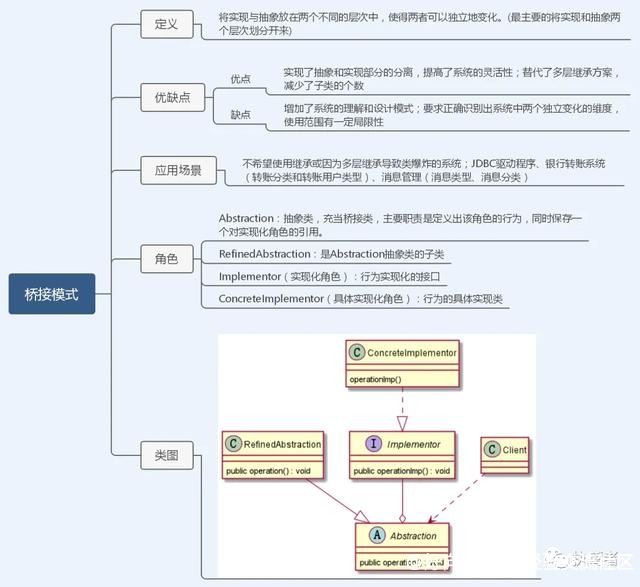 桥接模式
定义
将实现与抽象放在两个不同的层次中，使得两者可以独立地变化。(最主要的将实现和抽象两
个层次划分开来)
优缺点
优点
实现了抽象和实现部分的分离，提高了系统的灵活性；替代了多层继承方案，
减少了子类的个数
缺点
增加了系统的理解和设计模式；要求正确识别出系统中两个独立变化的维度，
使用范围有一定局限性
应用场景
不希望使用继承或因为多层继承导致类爆炸的系统；JDBC驱动程序、银行转账系统
（转账分类和转账用户类型）、消息管理（消息类型、消息分类）
角色
Abstraction：抽象类，充当桥接类，主要职责是定义出该角色的行为，同时保存一
个对实现化角色的引用。
RefinedAbstraction：是Abstraction抽象类的子类
Implementor（实现化角色）：行为实现化的接口
ConcreteImplementor（具体实现化角色）：行为的具体实现类
类图
C ConcreteImplementor
operationImp()
C RefinedAbstraction
public operation() : void
I Implementor
public operationImp() : void
C Client
A Abstraction
public operation() : void